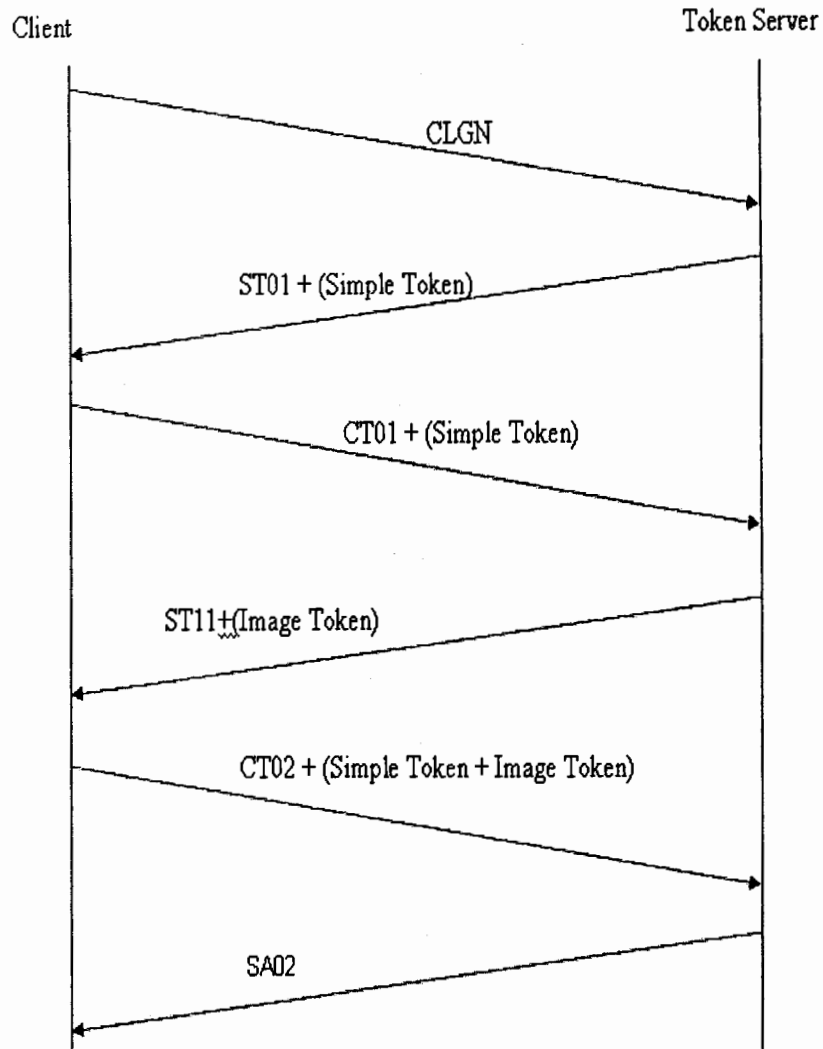 Client
Token Server
CLGN
ST01 + (Simple Token)
CT01 + (Simple Token)
ST11+(Image Token)
CT02 + (Simple Token + Image Token)
SA02